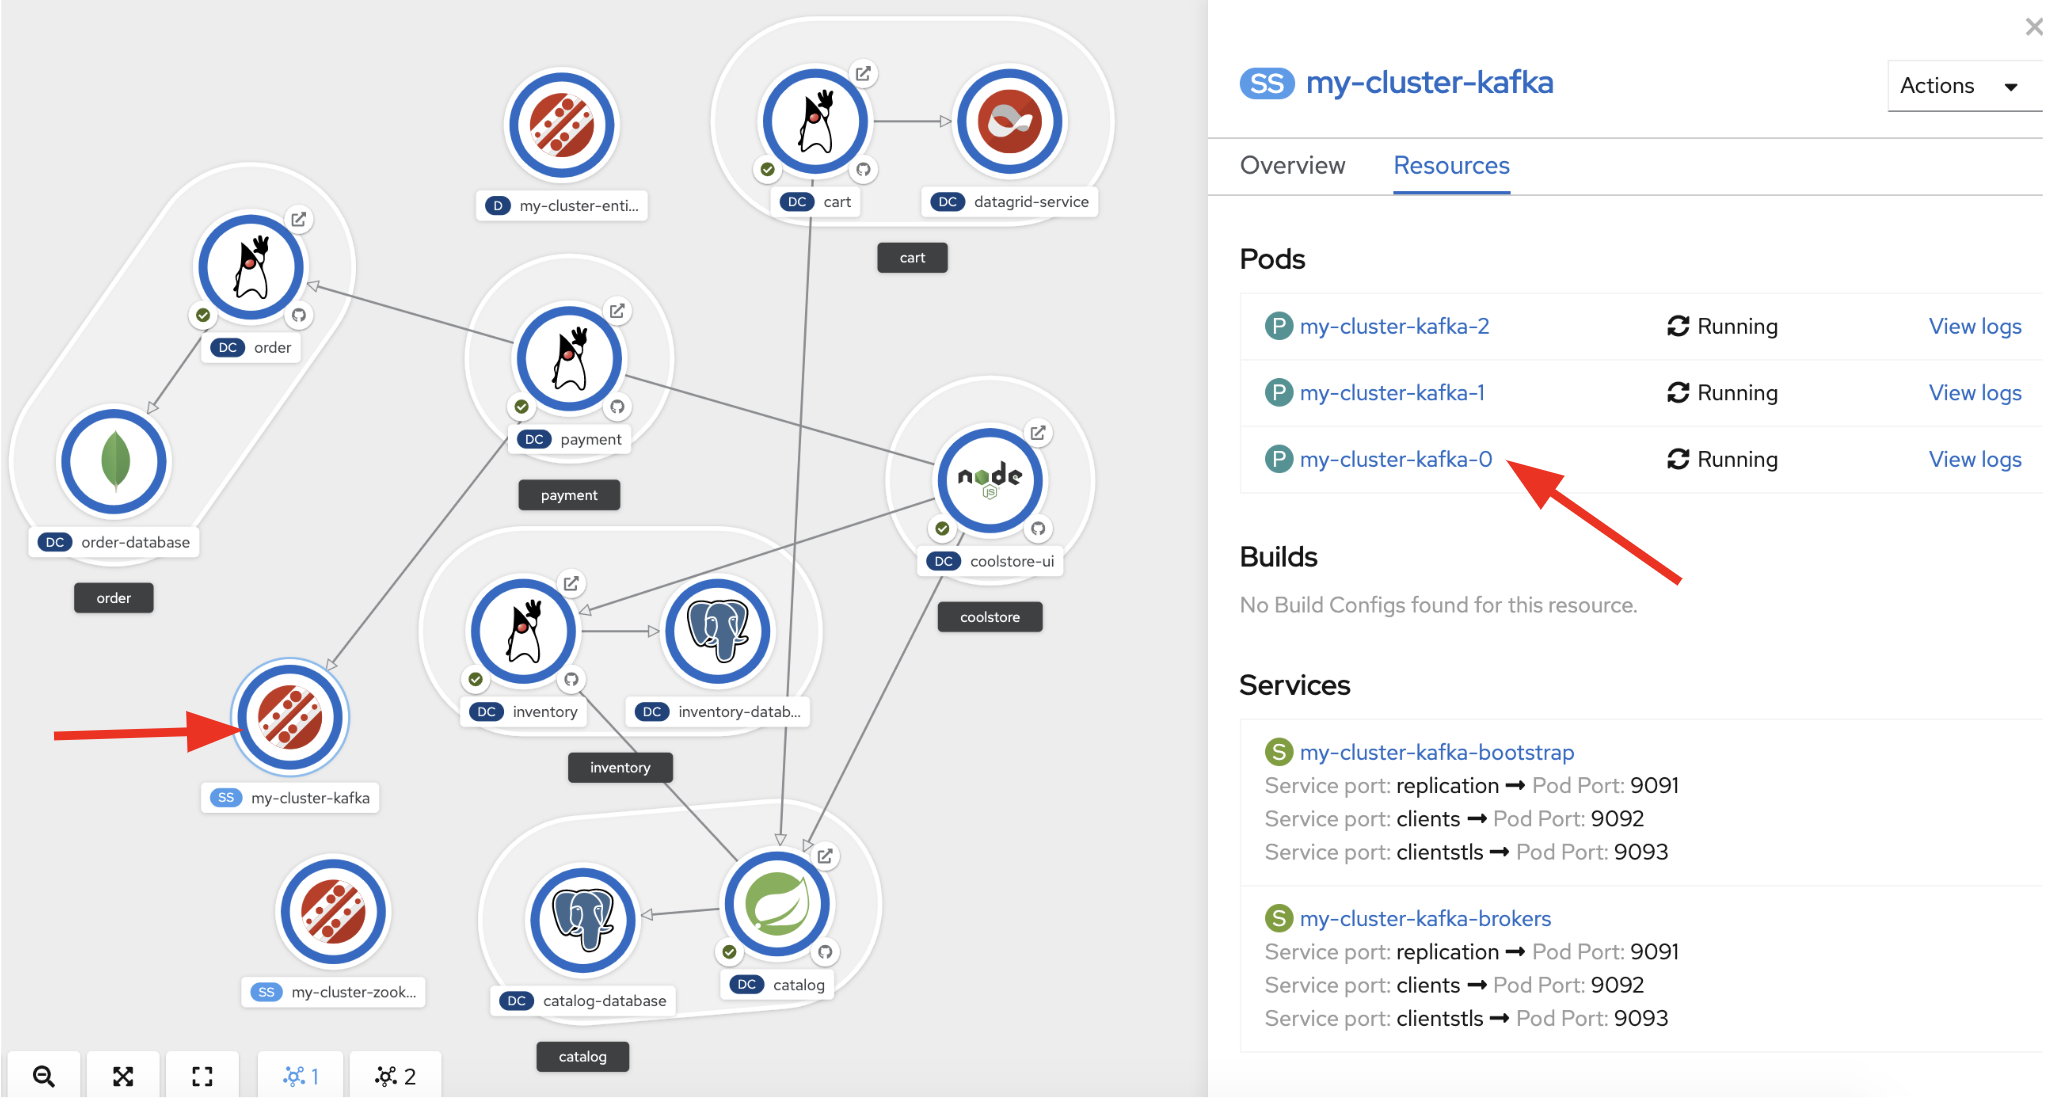 D my-cluster-enti...
DC cart
DC datagrid-service
cart
DC order
DC payment
payment
node
JS
DC order-database
order
DC coolstore-ui
coolstore
DC inventory
DC inventory-datab...
inventory
SS my-cluster-kafka
SS my-cluster-zook...
DC catalog-database
DC catalog
catalog
1
2
SS my-cluster-kafka
Actions
Overview
Resources
Pods
P my-cluster-kafka-2 Running View logs
P my-cluster-kafka-1 Running View logs
P my-cluster-kafka-0 Running View logs
Builds
No Build Configs found for this resource.
Services
S my-cluster-kafka-bootstrap
Service port: replication → Pod Port: 9091
Service port: clients → Pod Port: 9092
Service port: clientstls → Pod Port: 9093
S my-cluster-kafka-brokers
Service port: replication → Pod Port: 9091
Service port: clients → Pod Port: 9092
Service port: clientstls → Pod Port: 9093